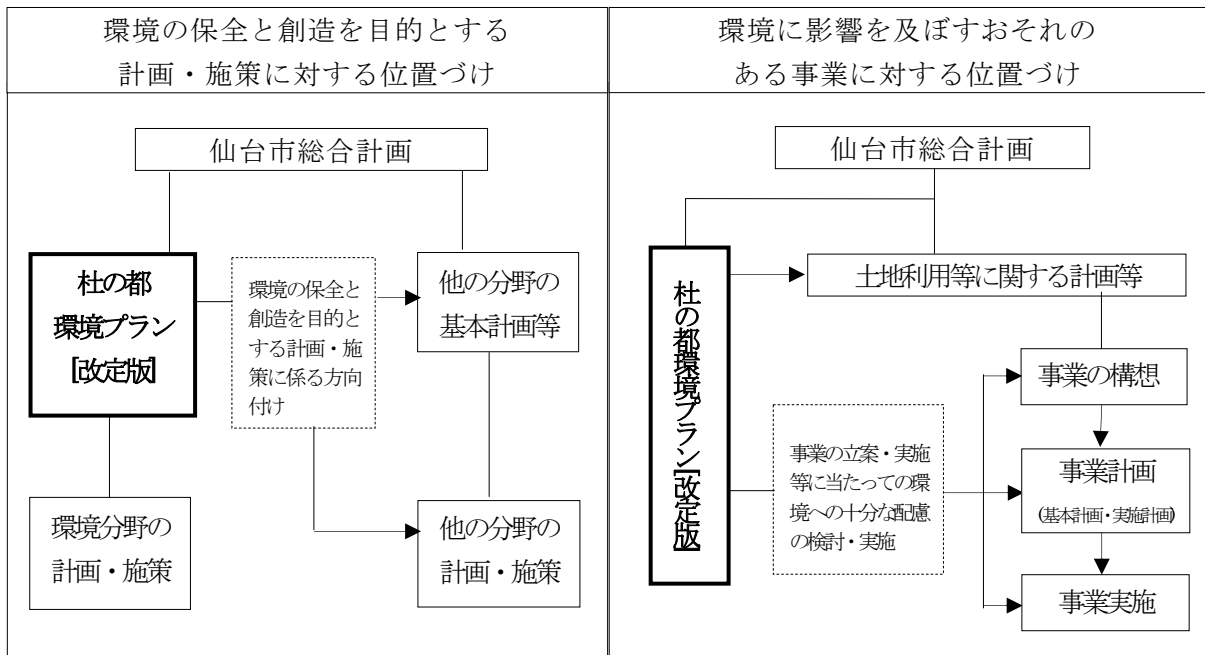 環境の保全と創造を目的とする
計画・施策に対する位置づけ
仙台市総合計画
杜の都
環境プラン
[改定版]
環境の保全と
創造を目的と
する計画・施
策に係る方向
付け
他の分野の
基本計画等
環境分野の
計画・施策
他の分野の
計画・施策
環境に影響を及ぼすおそれの
ある事業に対する位置づけ
仙台市総合計画
杜の都環境プラン[改定版]
土地利用等に関する計画等
事業の構想
事業の立案・実施
等に当たっての環
境への十分な配慮
の検討・実施
事業計画
(基本計画・実施計画)
事業実施